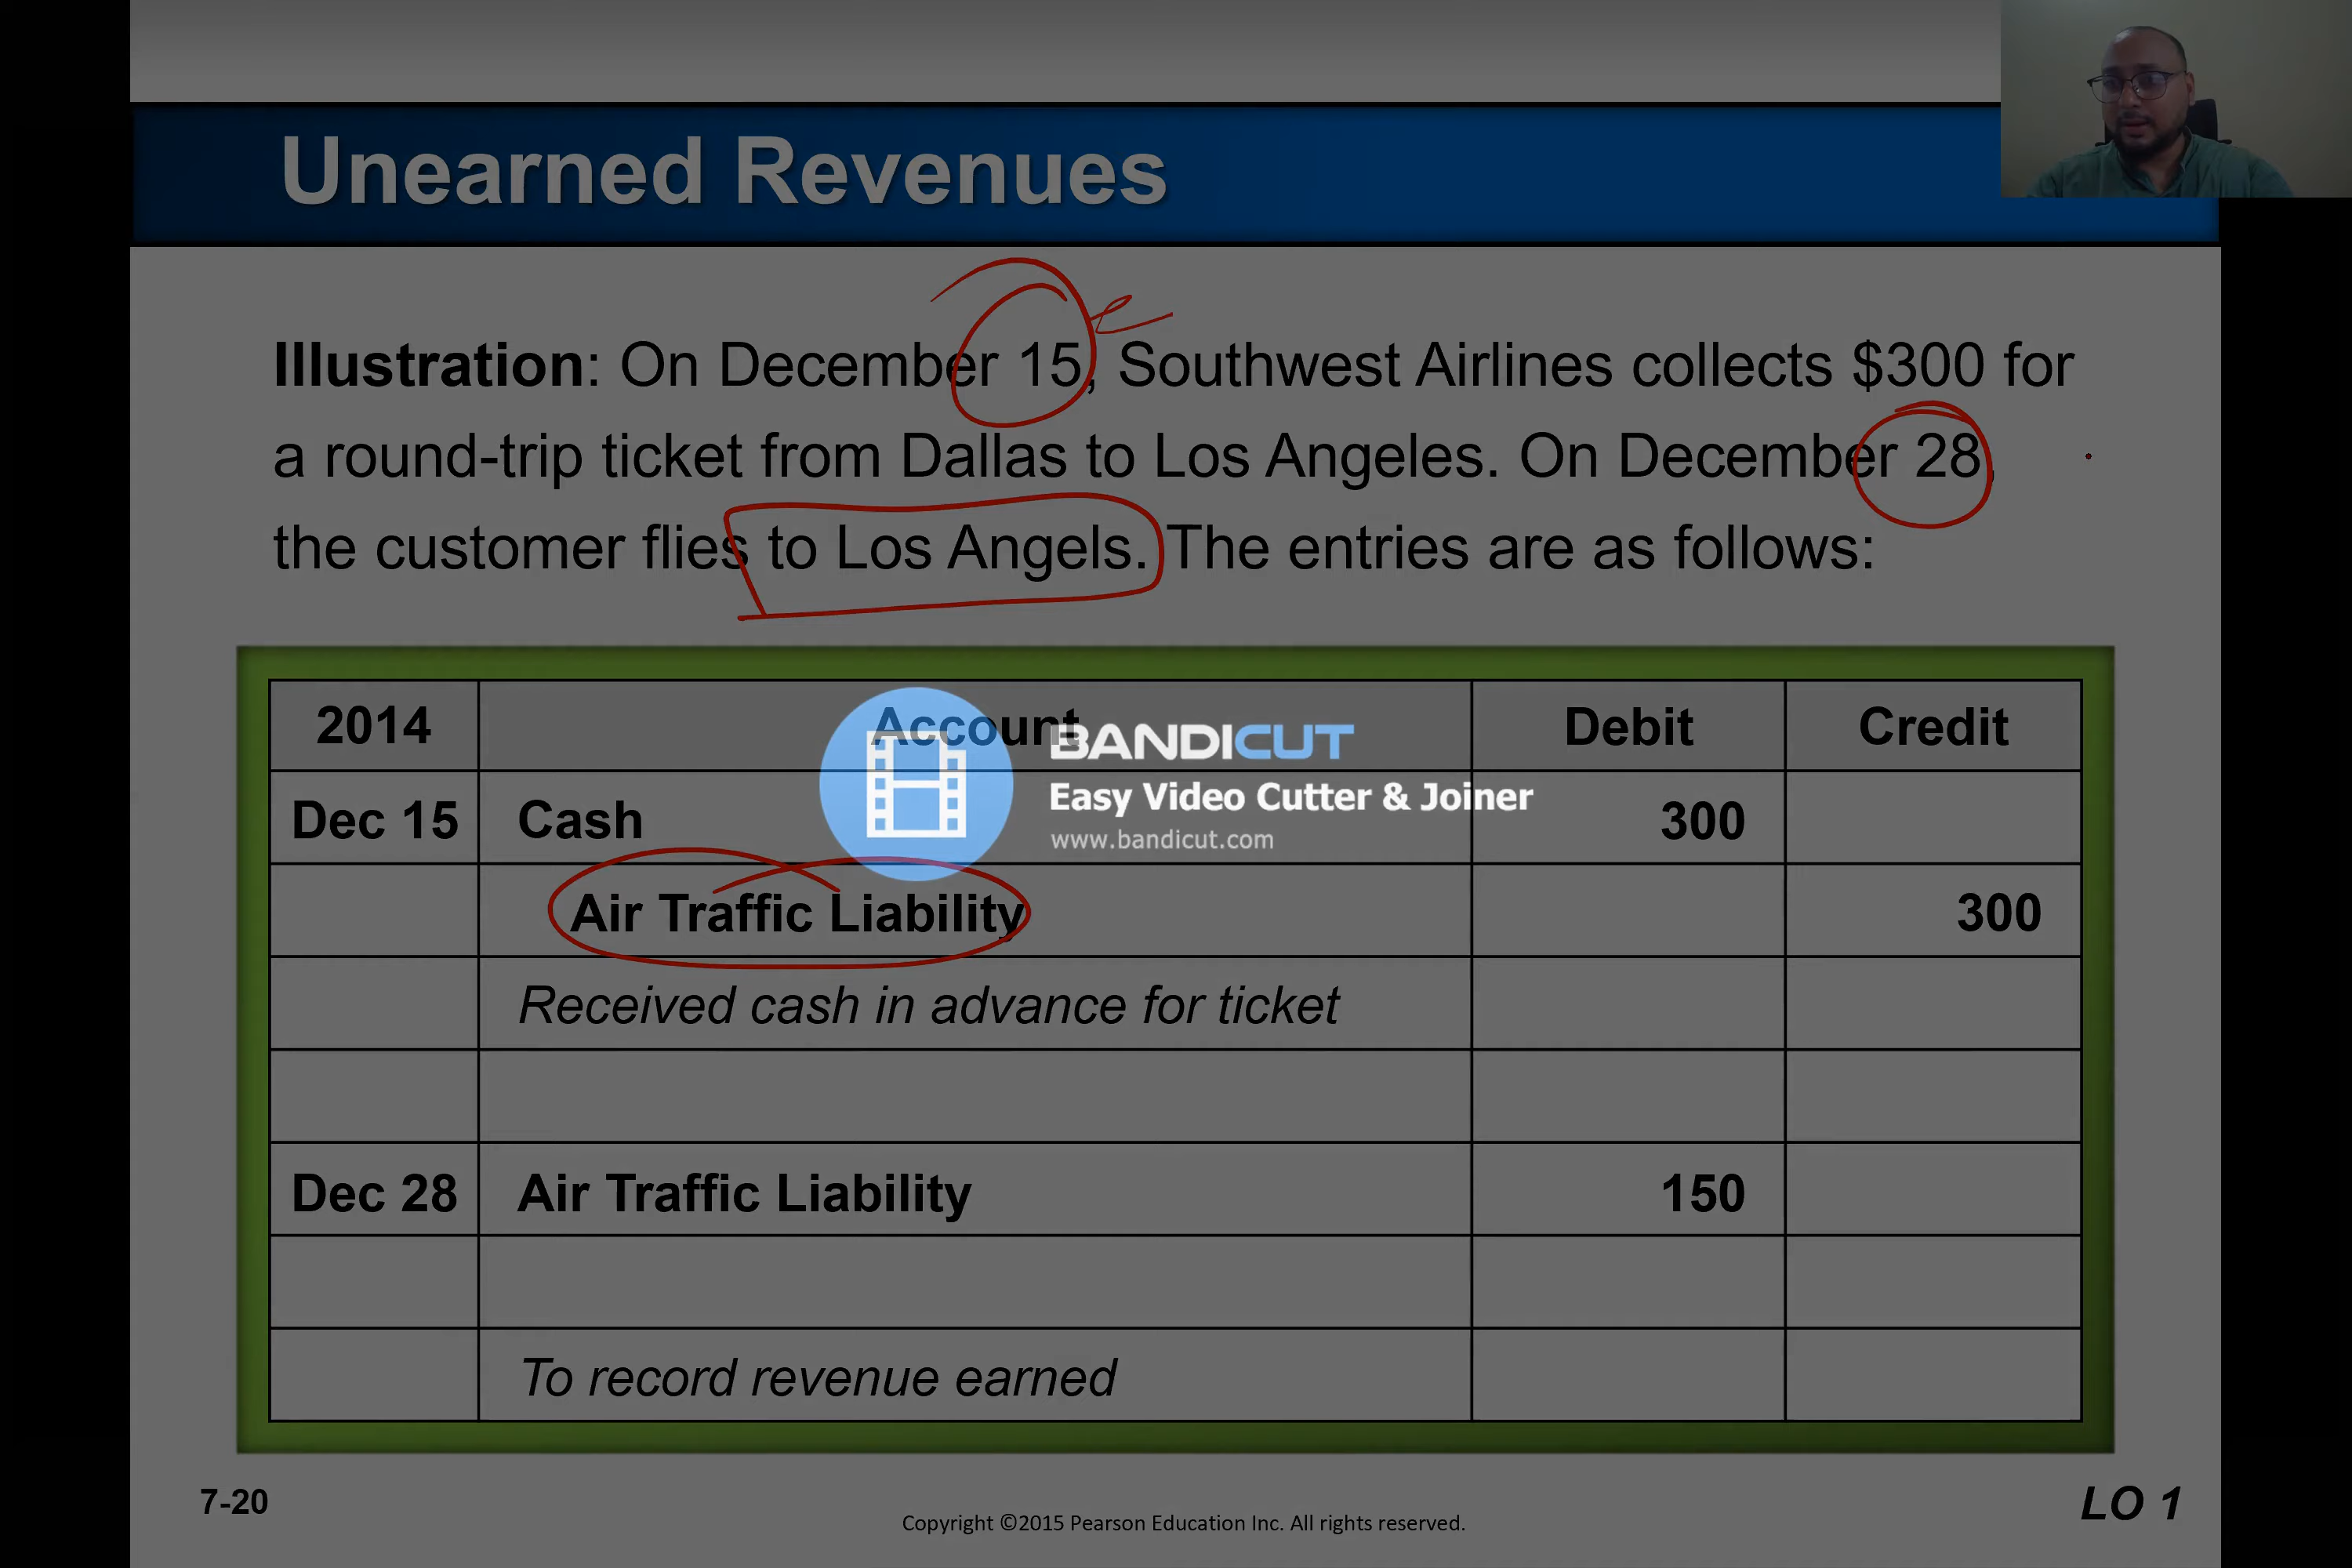 Unearned Revenues
Illustration: On December 15, Southwest Airlines collects $300 for
a round-trip ticket from Dallas to Los Angeles. On December 28,
the customer flies to Los Angels. The entries are as follows:
2014 Account Debit Credit
BANDICUT
Easy Video Cutter & Joiner
www.bandicut.com
Dec 15 Cash 300
Air Traffic Liability 300
Received cash in advance for ticket
Dec 28 Air Traffic Liability 150
To record revenue earned
7-20
Copyright ©2015 Pearson Education Inc. All rights reserved.
LO 1